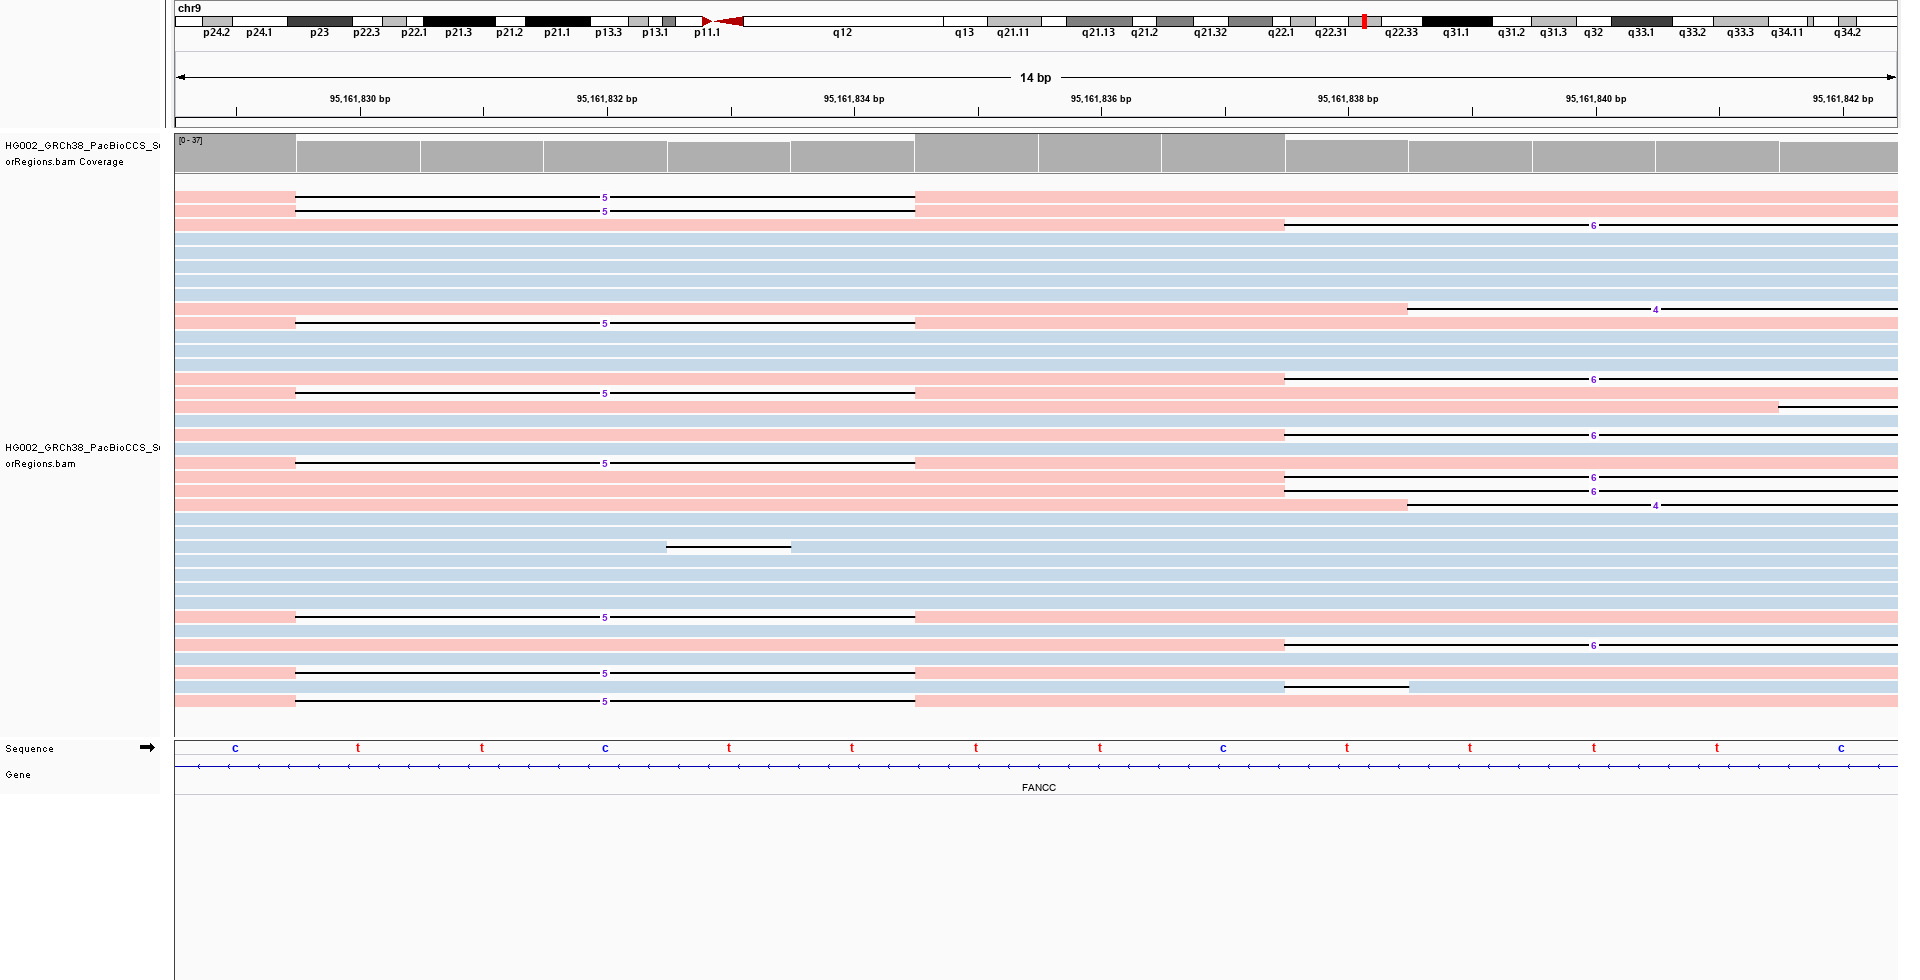 chr9
p24.2 p24.1 p23 p22.3 p22.1 p21.3 p21.2 p21.1 p13.3 p13.1 p11.1 q12 q13 q21.11 q21.13 q21.2 q21.32 q22.1 q22.31 q22.33 q31.1 q31.2 q31.3 q32 q33.1 q33.2 q33.3 q34.11 q34.2
14 bp
95,161,830 bp 95,161,832 bp 95,161,834 bp 95,161,836 bp 95,161,838 bp 95,161,840 bp 95,161,842 bp
HG002_GRCh38_PacBioCCS_S
orRegions.bam Coverage
[0 - 37]
5
5
6
4
5
6
5
6
HG002_GRCh38_PacBioCCS_S
orRegions.bam
5
6
6
4
5
6
5
5
Sequence c t t c t t t t c t t t t c
Gene
FANCC